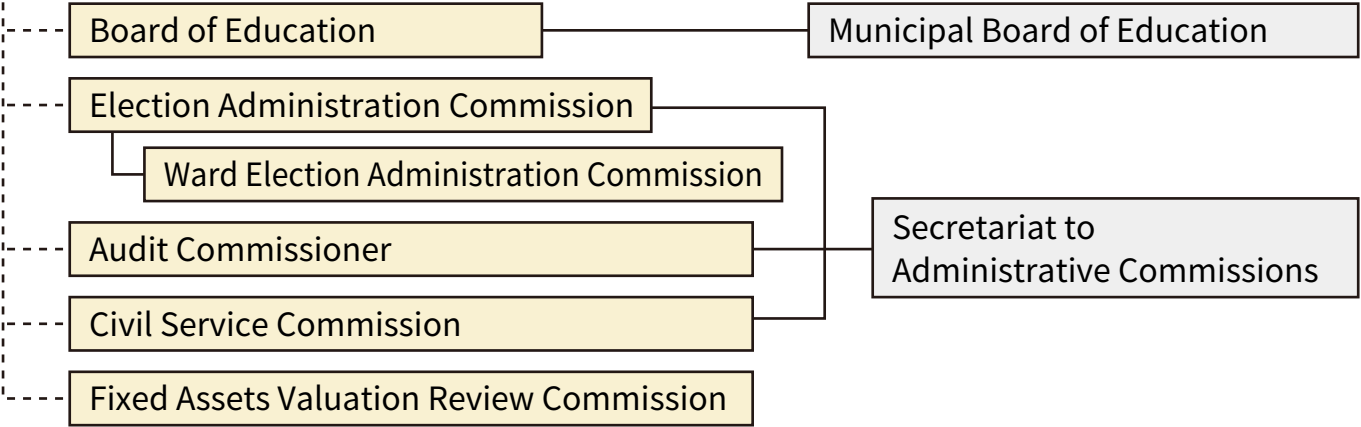 Board of Education
Municipal Board of Education
Election Administration Commission
Ward Election Administration Commission
Audit Commissioner
Secretariat to
Administrative Commissions
Civil Service Commission
Fixed Assets Valuation Review Commission